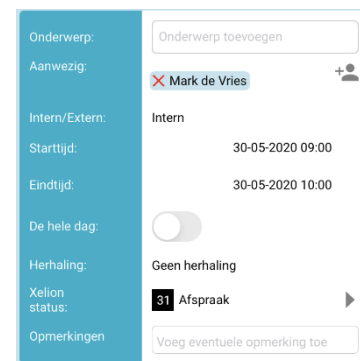 Onderwerp: Onderwerp toevoegen
Aanwezig: Mark de Vries
Intern/Extern: Intern
Starttijd: 30-05-2020 09:00
Eindtijd: 30-05-2020 10:00
De hele dag:
Herhaling: Geen herhaling
Xelion
status: 31 Afspraak
Opmerkingen Voeg eventuele opmerking toe